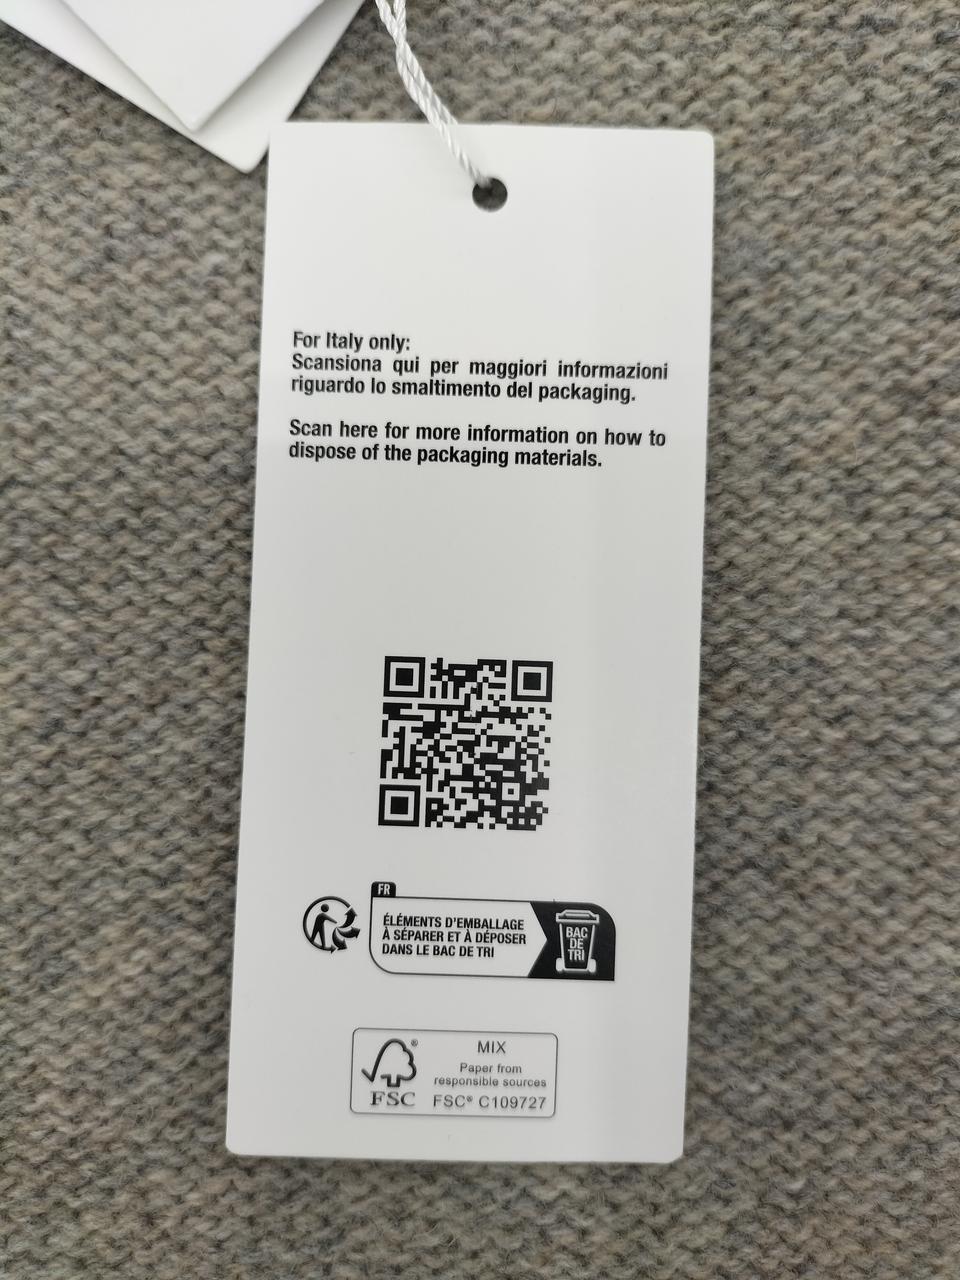 For Italy only:
Scansiona qui per maggiori informazioni
riguardo lo smaltimento del packaging.
Scan here for more information on how to
dispose of the packaging materials.
FR
ÉLÉMENTS D'EMBALLAGE
À SÉPARER ET À DÉPOSER
DANS LE BAC DE TRI
BAC
DE
TRI
FSC
MIX
Paper from
responsible sources
FSC® C109727